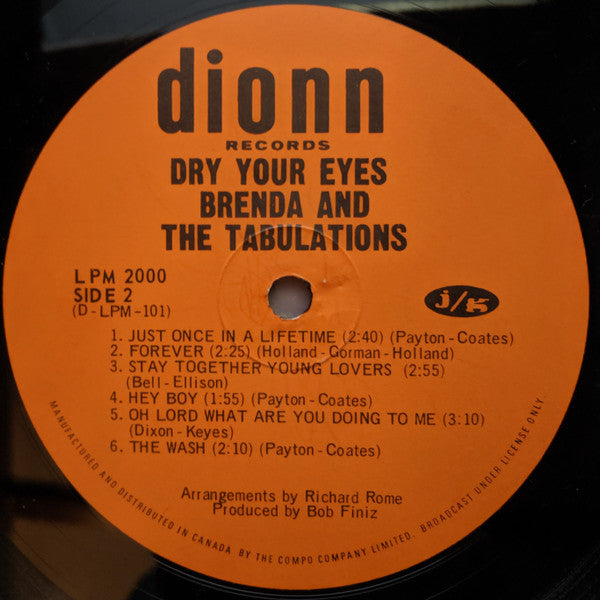 dionn
RECORDS
DRY YOUR EYES
BRENDA AND
THE TABULATIONS
LPM 2000
SIDE 2
(D-LPM-101)
j/k
1. JUST ONCE IN A LIFETIME (2:40) (Payton-Coates)
2. FOREVER (2:25) (Holland-Gorman-Holland)
3. STAY TOGETHER YOUNG LOVERS (2:55)
(Bell-Ellison)
4. HEY BOY (1:55) (Payton-Coates)
5. OH LORD WHAT ARE YOU DOING TO ME (3:10)
(Dixon-Keyes)
6. THE WASH (2:10) (Payton-Coates)
Arrangements by Richard Rome
Produced by Bob Finiz
MANUFACTURED AND DISTRIBUTED IN CANADA BY THE COMPO COMPANY LIMITED. BROADCAST UNDER LICENSE ONLY